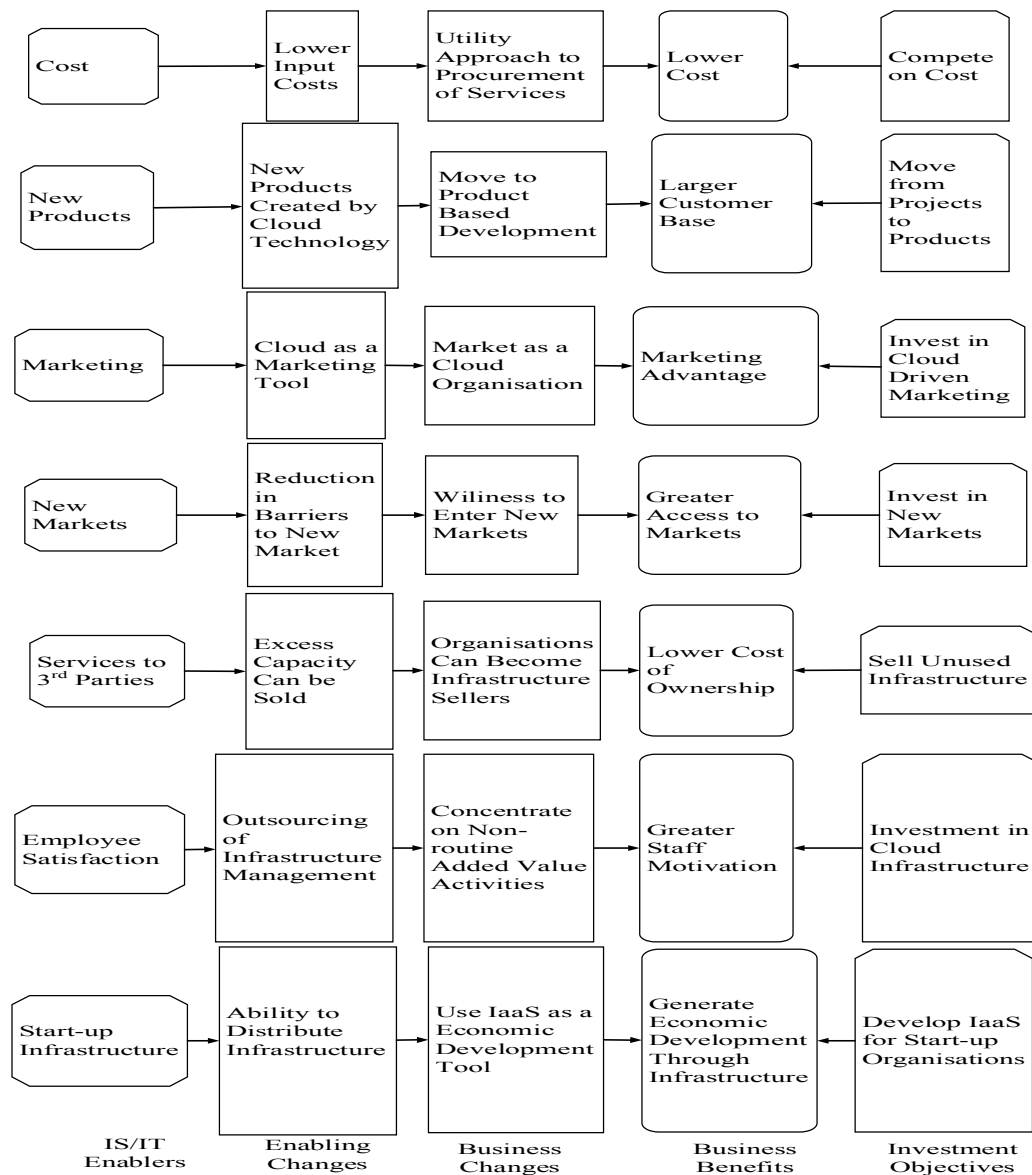 Cost
Lower
Input
Costs
Utility
Approach to
Procurement
of Services
Lower
Cost
Compete
on Cost
New
Products
New
Products
Created by
Cloud
Technology
Move to
Product
Based
Development
Larger
Customer
Base
Move
from
Projects
to
Products
Marketing
Cloud as a
Marketing
Tool
Market as a
Cloud
Organisation
Marketing
Advantage
Invest in
Cloud
Driven
Marketing
New
Markets
Reduction
in
Barriers
to New
Market
Wiliness to
Enter New
Markets
Greater
Access to
Markets
Invest in
New
Markets
Services to
3rd Parties
Excess
Capacity
Can be
Sold
Organisations
Can Become
Infrastructure
Sellers
Lower Cost
of
Ownership
Sell Unused
Infrastructure
Employee
Satisfaction
Outsourcing
of
Infrastructure
Management
Concentrate
on Non-
routine
Added Value
Activities
Greater
Staff
Motivation
Investment in
Cloud
Infrastructure
Start-up
Infrastructure
Ability to
Distribute
Infrastructure
Use IaaS as a
Economic
Development
Tool
Generate
Economic
Development
Through
Infrastructure
Develop IaaS
for Start-up
Organisations
IS/IT
Enablers
Enabling
Changes
Business
Changes
Business
Benefits
Investment
Objectives